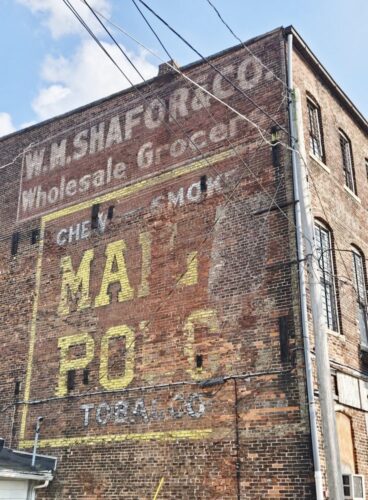 W.M. SHAFOR & CO.
Wholesale Grocers
CHEW SMOKE
MAIL
POUCH
TOBACCO